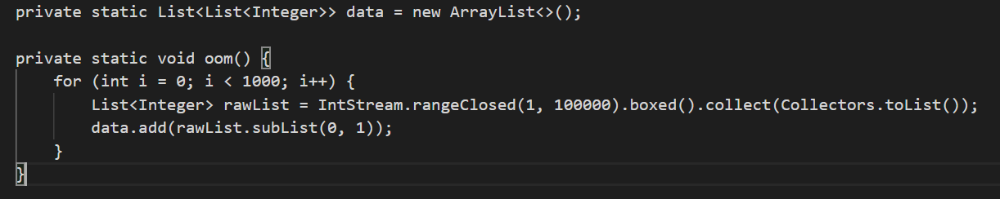 private static List<List<Integer>> data = new ArrayList<>();
private static void oom() {
for (int i = 0; i < 1000; i++) {
List<Integer> rawList = IntStream.rangeClosed(1, 100000).boxed().collect(Collectors.toList());
data.add(rawList.subList(0, 1));
}
}